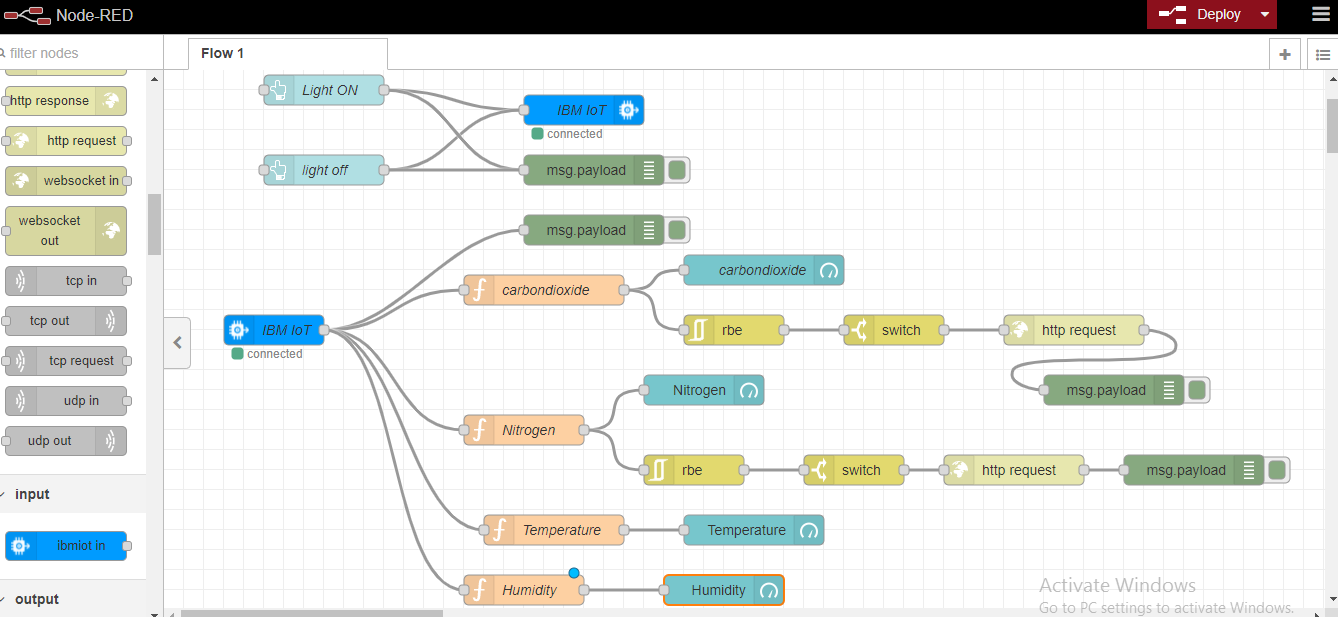 Node-RED
Deploy
filter nodes
Flow 1
http response
http request
websocket in
websocket
out
tcp in
tcp out
tcp request
udp in
udp out
input
ibmiot in
output
Light ON
light off
IBM IoT
connected
msg.payload
msg.payload
carbondioxide
carbondioxide
IBM IoT
connected
rbe
switch
http request
msg.payload
Nitrogen
Nitrogen
rbe
switch
http request
msg.payload
Temperature
Temperature
Humidity
Humidity
Activate Windows
Go to PC settings to activate Windows.